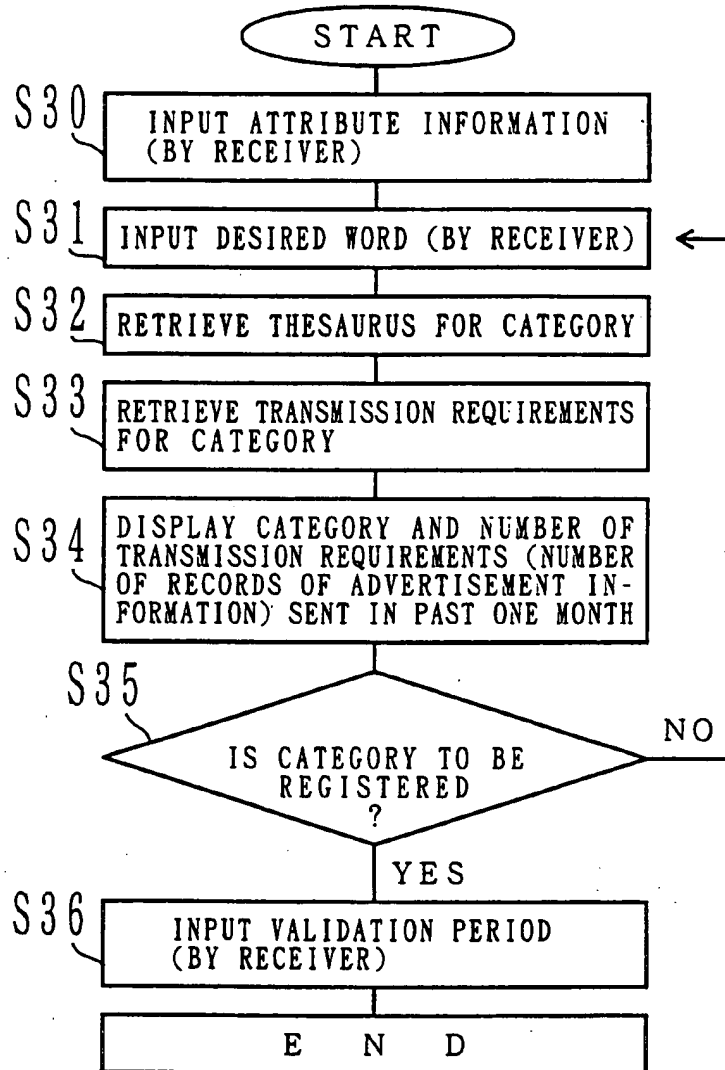 START
S30
INPUT ATTRIBUTE INFORMATION
(BY RECEIVER)
S31
INPUT DESIRED WORD (BY RECEIVER)
S32
RETRIEVE THESAURUS FOR CATEGORY
S33
RETRIEVE TRANSMISSION REQUIREMENTS
FOR CATEGORY
S34
DISPLAY CATEGORY AND NUMBER OF
TRANSMISSION REQUIREMENTS (NUMBER
OF RECORDS OF ADVERTISEMENT IN-
FORMATION) SENT IN PAST ONE MONTH
S35
IS CATEGORY TO BE
REGISTERED
?
NO
YES
S36
INPUT VALIDATION PERIOD
(BY RECEIVER)
E N D